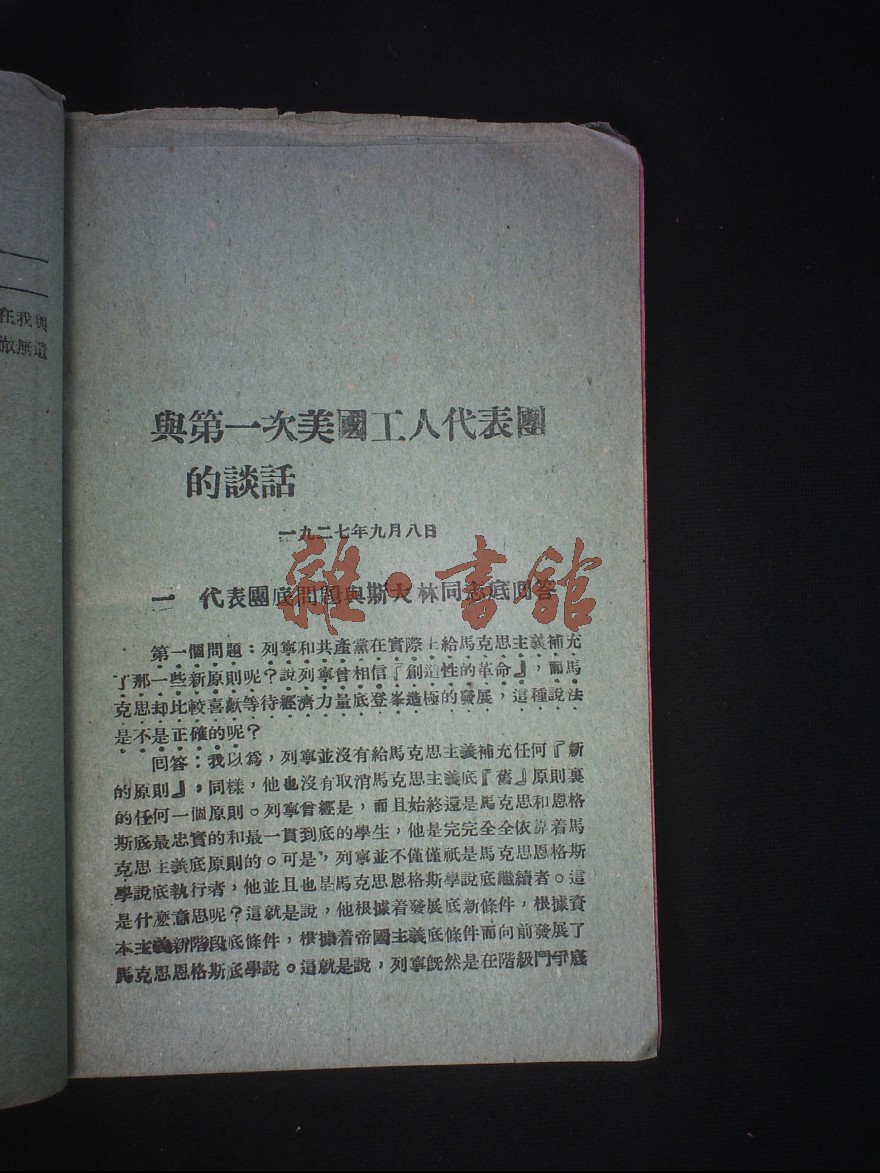 在我與
故無遺
與第一次美國工人代表團
的談話
一九二七年九月八日
一 代表團底問題與斯大林同志底回答
第一個問題：列寧和共產黨在實際上給馬克思主義補充
了那一些新原則呢？說列寧曾相信『創造性的革命』，而馬
克思却比較喜歡等待經濟力量底登峯造極的發展，這種說法
是不是正確的呢？
回答：我以爲，列寧並沒有給馬克思主義補充任何『新
的原則』，同樣，他也沒有取消馬克思主義底『舊』原則裏
的任何一個原則。列寧曾經是，而且始終還是馬克思和恩格
斯底最忠實的和最一貫到底的學生，他是完完全全依靠着馬
克思主義底原則的。可是，列寧並不僅僅祇是馬克思恩格斯
學說底執行者，他並且也是馬克思恩格斯學說底繼續者。這
是什麼意思呢？這就是說，他根據着發展底新條件，根據資
本主義新階段底條件，根據着帝國主義底條件而向前發展了
馬克思恩格斯底學說。這就是說，列寧旣然是在階級鬥爭底
雜·書館